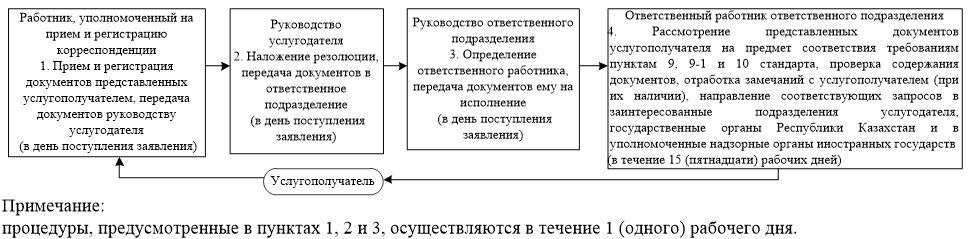 Работник, уполномоченный на
прием и регистрацию
корреспонденции
1. Прием и регистрация
документов представленных
услугополучателем, передача
документов руководству
услугодателя
(в день поступления заявления)
Руководство
услугодателя
2. Наложение резолюции,
передача документов в
ответственное
подразделение
(в день поступления
заявления)
Руководство ответственного
подразделения
3. Определение
ответственного работника,
передача документов ему на
исполнение
(в день поступления
заявления)
Ответственный работник ответственного подразделения
4. Рассмотрение представленных документов
услугополучателя на предмет соответствия требованиям
пунктам 9, 9-1 и 10 стандарта, проверка содержания
документов, отработка замечаний с услугополучателем (при
их наличии), направление соответствующих запросов в
заинтересованные подразделения услугодателя,
государственные органы Республики Казахстан и в
уполномоченные надзорные органы иностранных государств
(в течение 15 (пятнадцати) рабочих дней)
Услугополучатель
Примечание:
процедуры, предусмотренные в пунктах 1, 2 и 3, осуществляются в течение 1 (одного) рабочего дня.